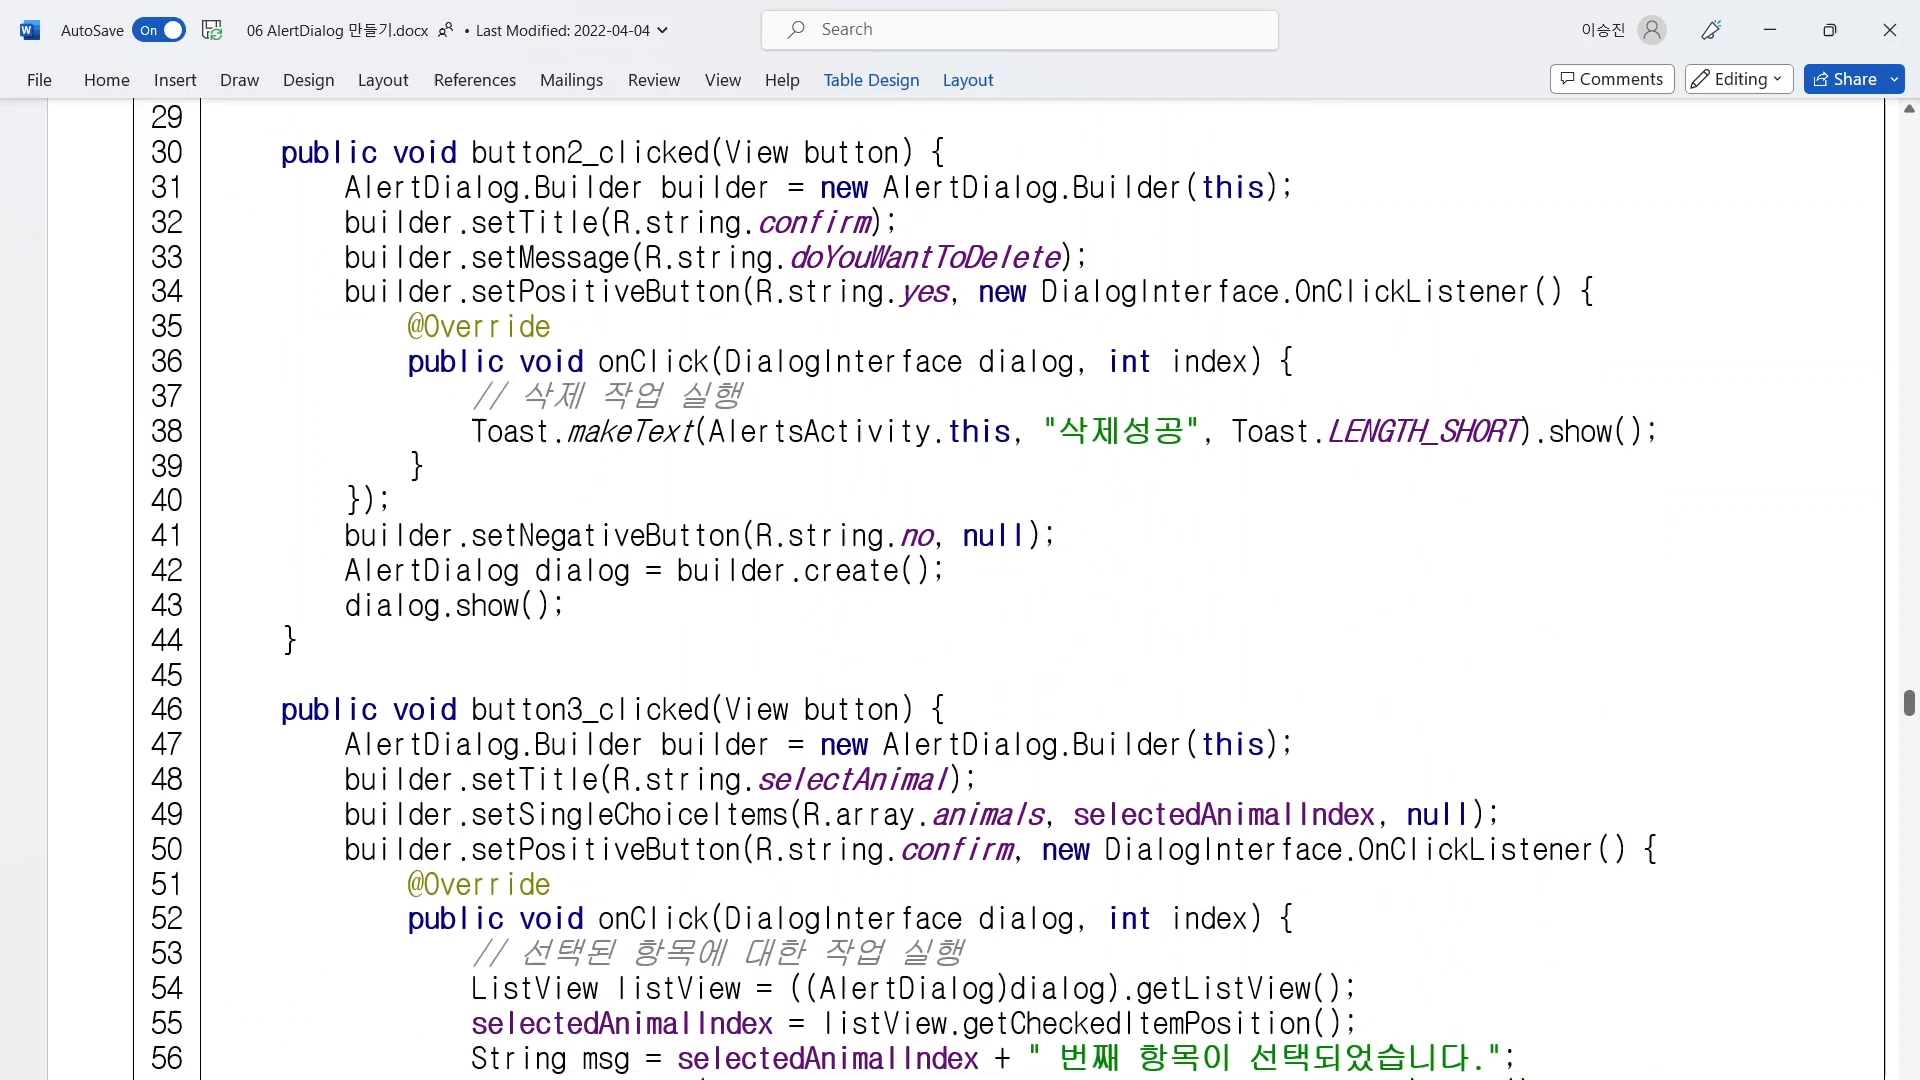 AutoSave On 06 AlertDialog 만들기.docx • Last Modified: 2022-04-04 Search 이승진
File Home Insert Draw Design Layout References Mailings Review View Help Table Design Layout Comments Editing Share
29
30 public void button2_clicked(View button) {
31 AlertDialog.Builder builder = new AlertDialog.Builder(this);
32 builder.setTitle(R.string.confirm);
33 builder.setMessage(R.string.doYouWantToDelete);
34 builder.setPositiveButton(R.string.yes, new DialogInterface.OnClickListener() {
35 @Override
36 public void onClick(DialogInterface dialog, int index) {
37 // 삭제 작업 실행
38 Toast.makeText(AlertsActivity.this, "삭제성공", Toast.LENGTH_SHORT).show();
39 }
40 });
41 builder.setNegativeButton(R.string.no, null);
42 AlertDialog dialog = builder.create();
43 dialog.show();
44 }
45
46 public void button3_clicked(View button) {
47 AlertDialog.Builder builder = new AlertDialog.Builder(this);
48 builder.setTitle(R.string.selectAnimal);
49 builder.setSingleChoiceItems(R.array.animals, selectedAnimalIndex, null);
50 builder.setPositiveButton(R.string.confirm, new DialogInterface.OnClickListener() {
51 @Override
52 public void onClick(DialogInterface dialog, int index) {
53 // 선택된 항목에 대한 작업 실행
54 ListView listView = ((AlertDialog)dialog).getListView();
55 selectedAnimalIndex = listView.getCheckedItemPosition();
56 String msg = selectedAnimalIndex + " 번째 항목이 선택되었습니다.";